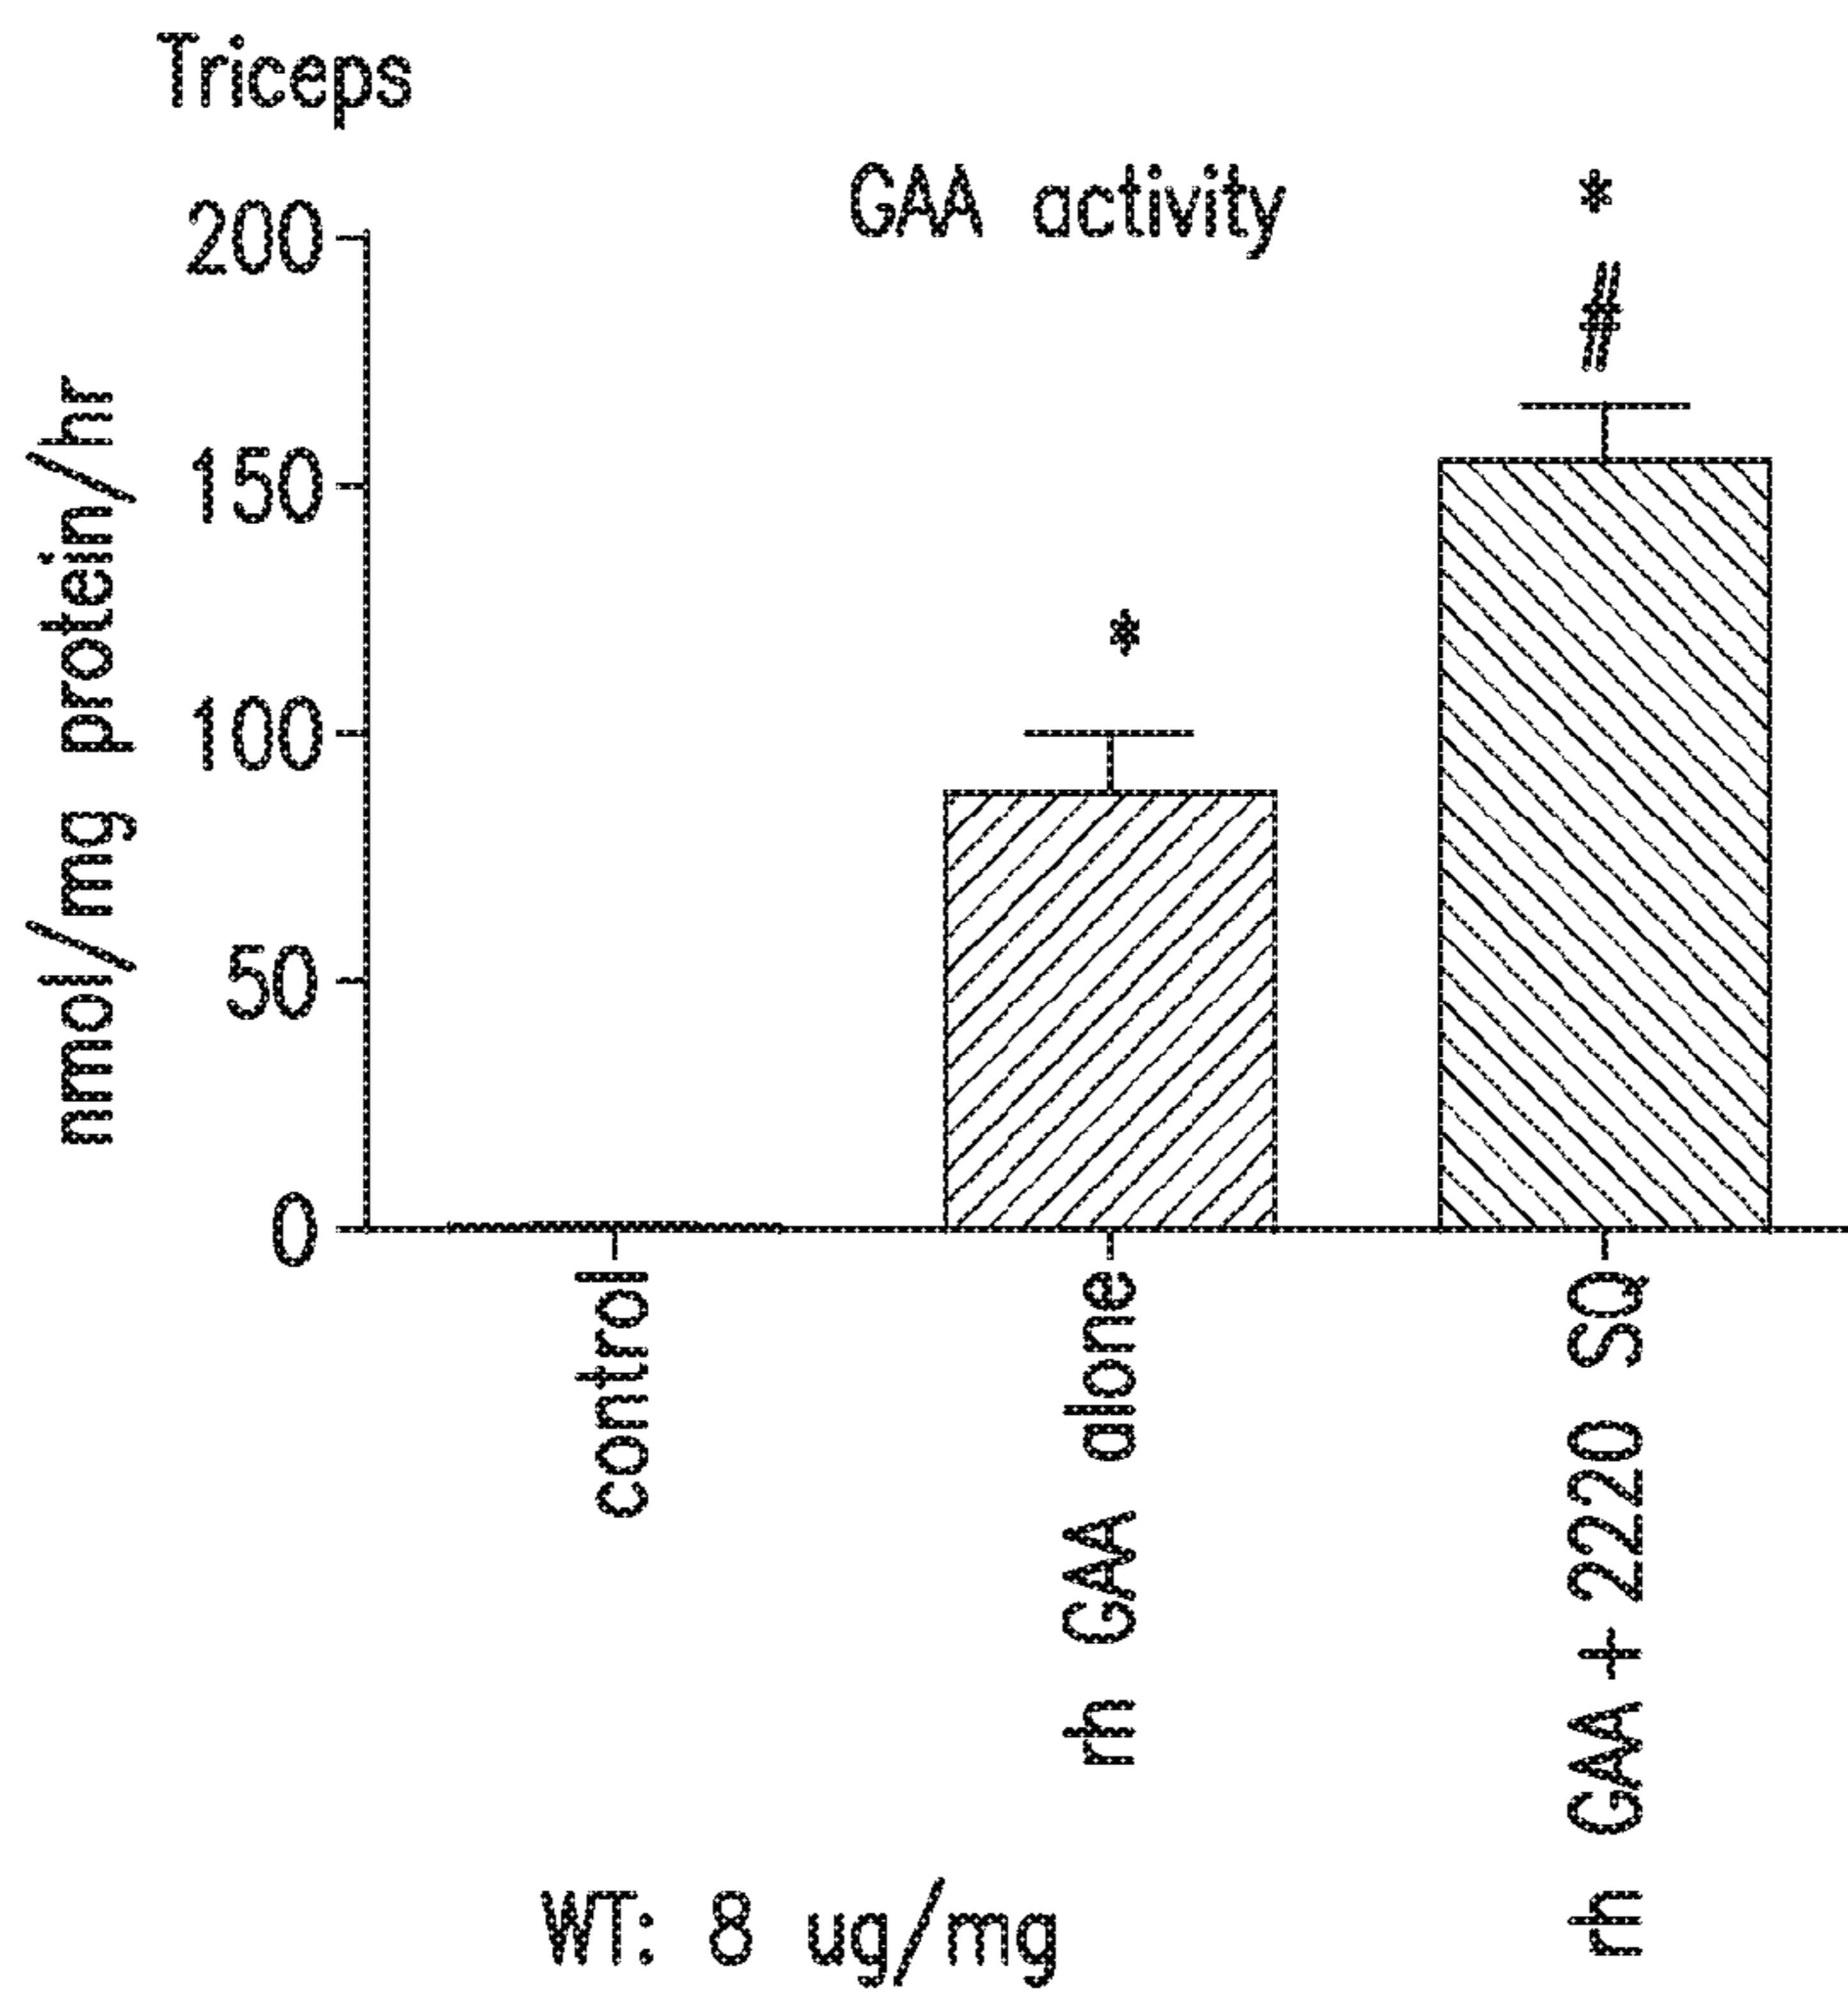 Triceps
GAA activity
*
#
*
200
150
100
50
0
nmol/mg protein/hr
control
rh GAA alone
rh GAA + 2220 SQ
WT: 8 ug/mg